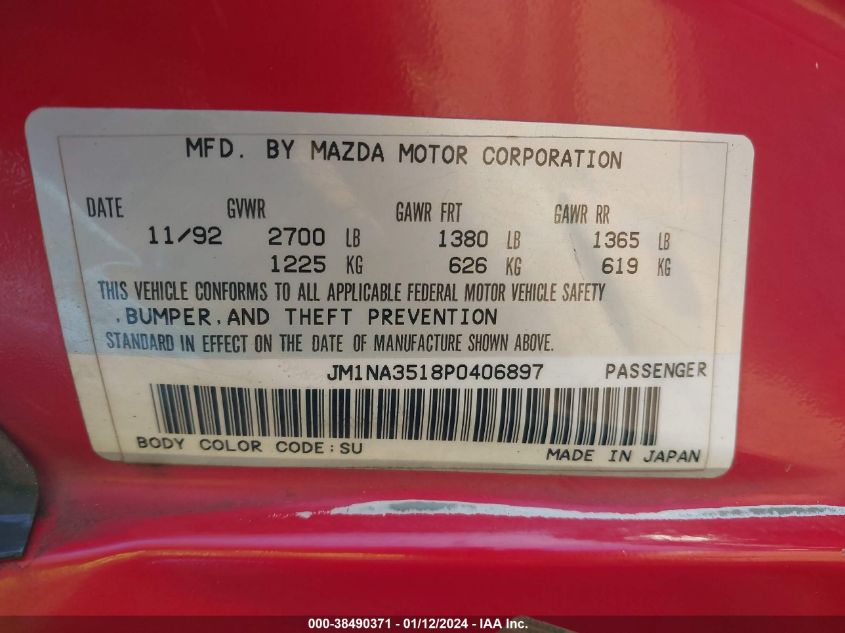 MFD. BY MAZDA MOTOR CORPORATION
DATE GVWR GAWR FRT GAWR RR
11/92 2700 LB 1380 LB 1365 LB
1225 KG 626 KG 619 KG
THIS VEHICLE CONFORMS TO ALL APPLICABLE FEDERAL MOTOR VEHICLE SAFETY
,BUMPER,AND THEFT PREVENTION
STANDARD IN EFFECT ON THE DATE OF MANUFACTURE SHOWN ABOVE.
JM1NA3518P0406897 PASSENGER
BODY COLOR CODE:SU MADE IN JAPAN
000-38490371 - 01/12/2024 - IAA Inc.